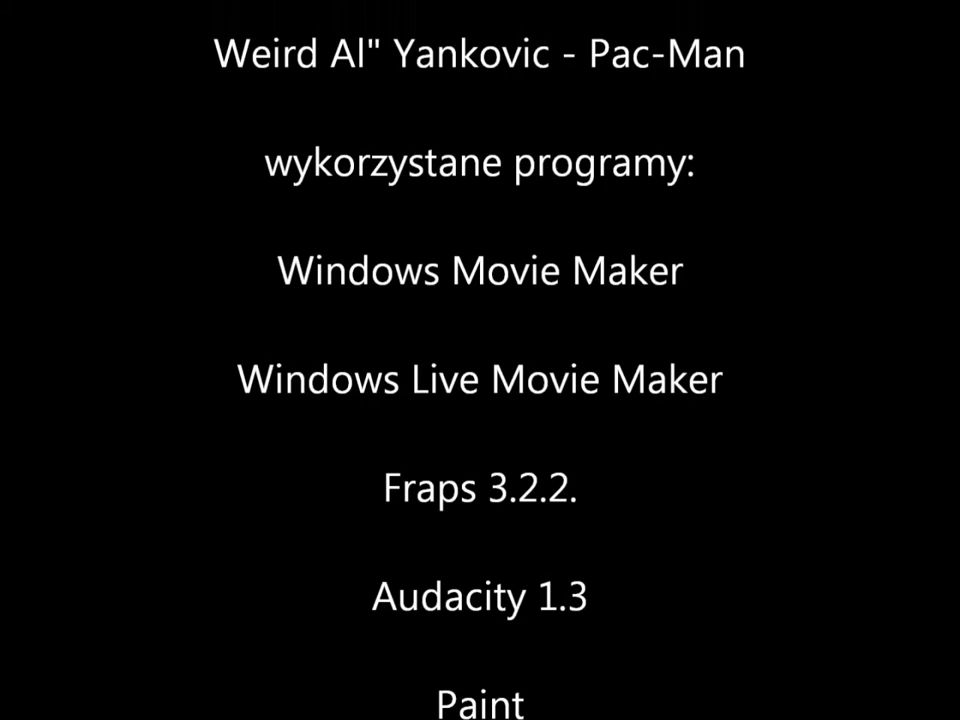 Weird Al" Yankovic - Pac-Man
wykorzystane programy:
Windows Movie Maker
Windows Live Movie Maker
Fraps 3.2.2.
Audacity 1.3
Paint